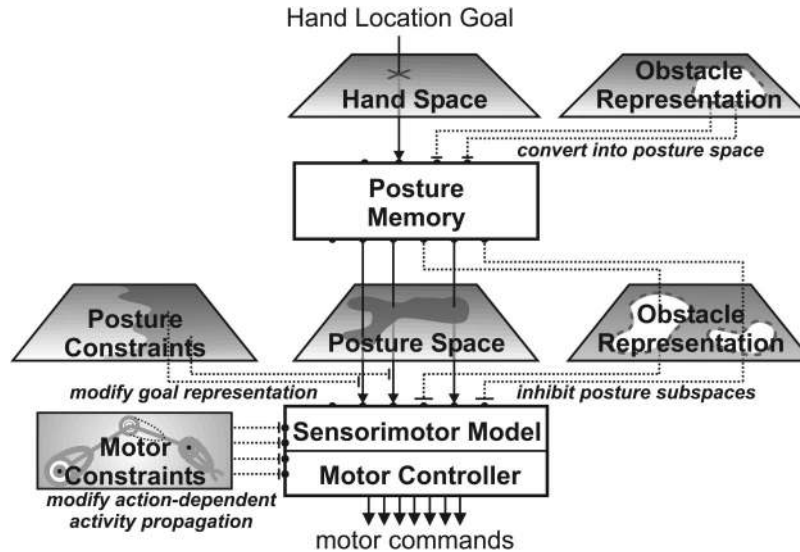 Hand Location Goal
Hand Space
Obstacle
Representation
convert into posture space
Posture
Memory
Posture
Constraints
Posture Space
Obstacle
Representation
modify goal representation
inhibit posture subspaces
Sensorimotor Model
Motor
Constraints
Motor Controller
modify action-dependent
activity propagation
motor commands